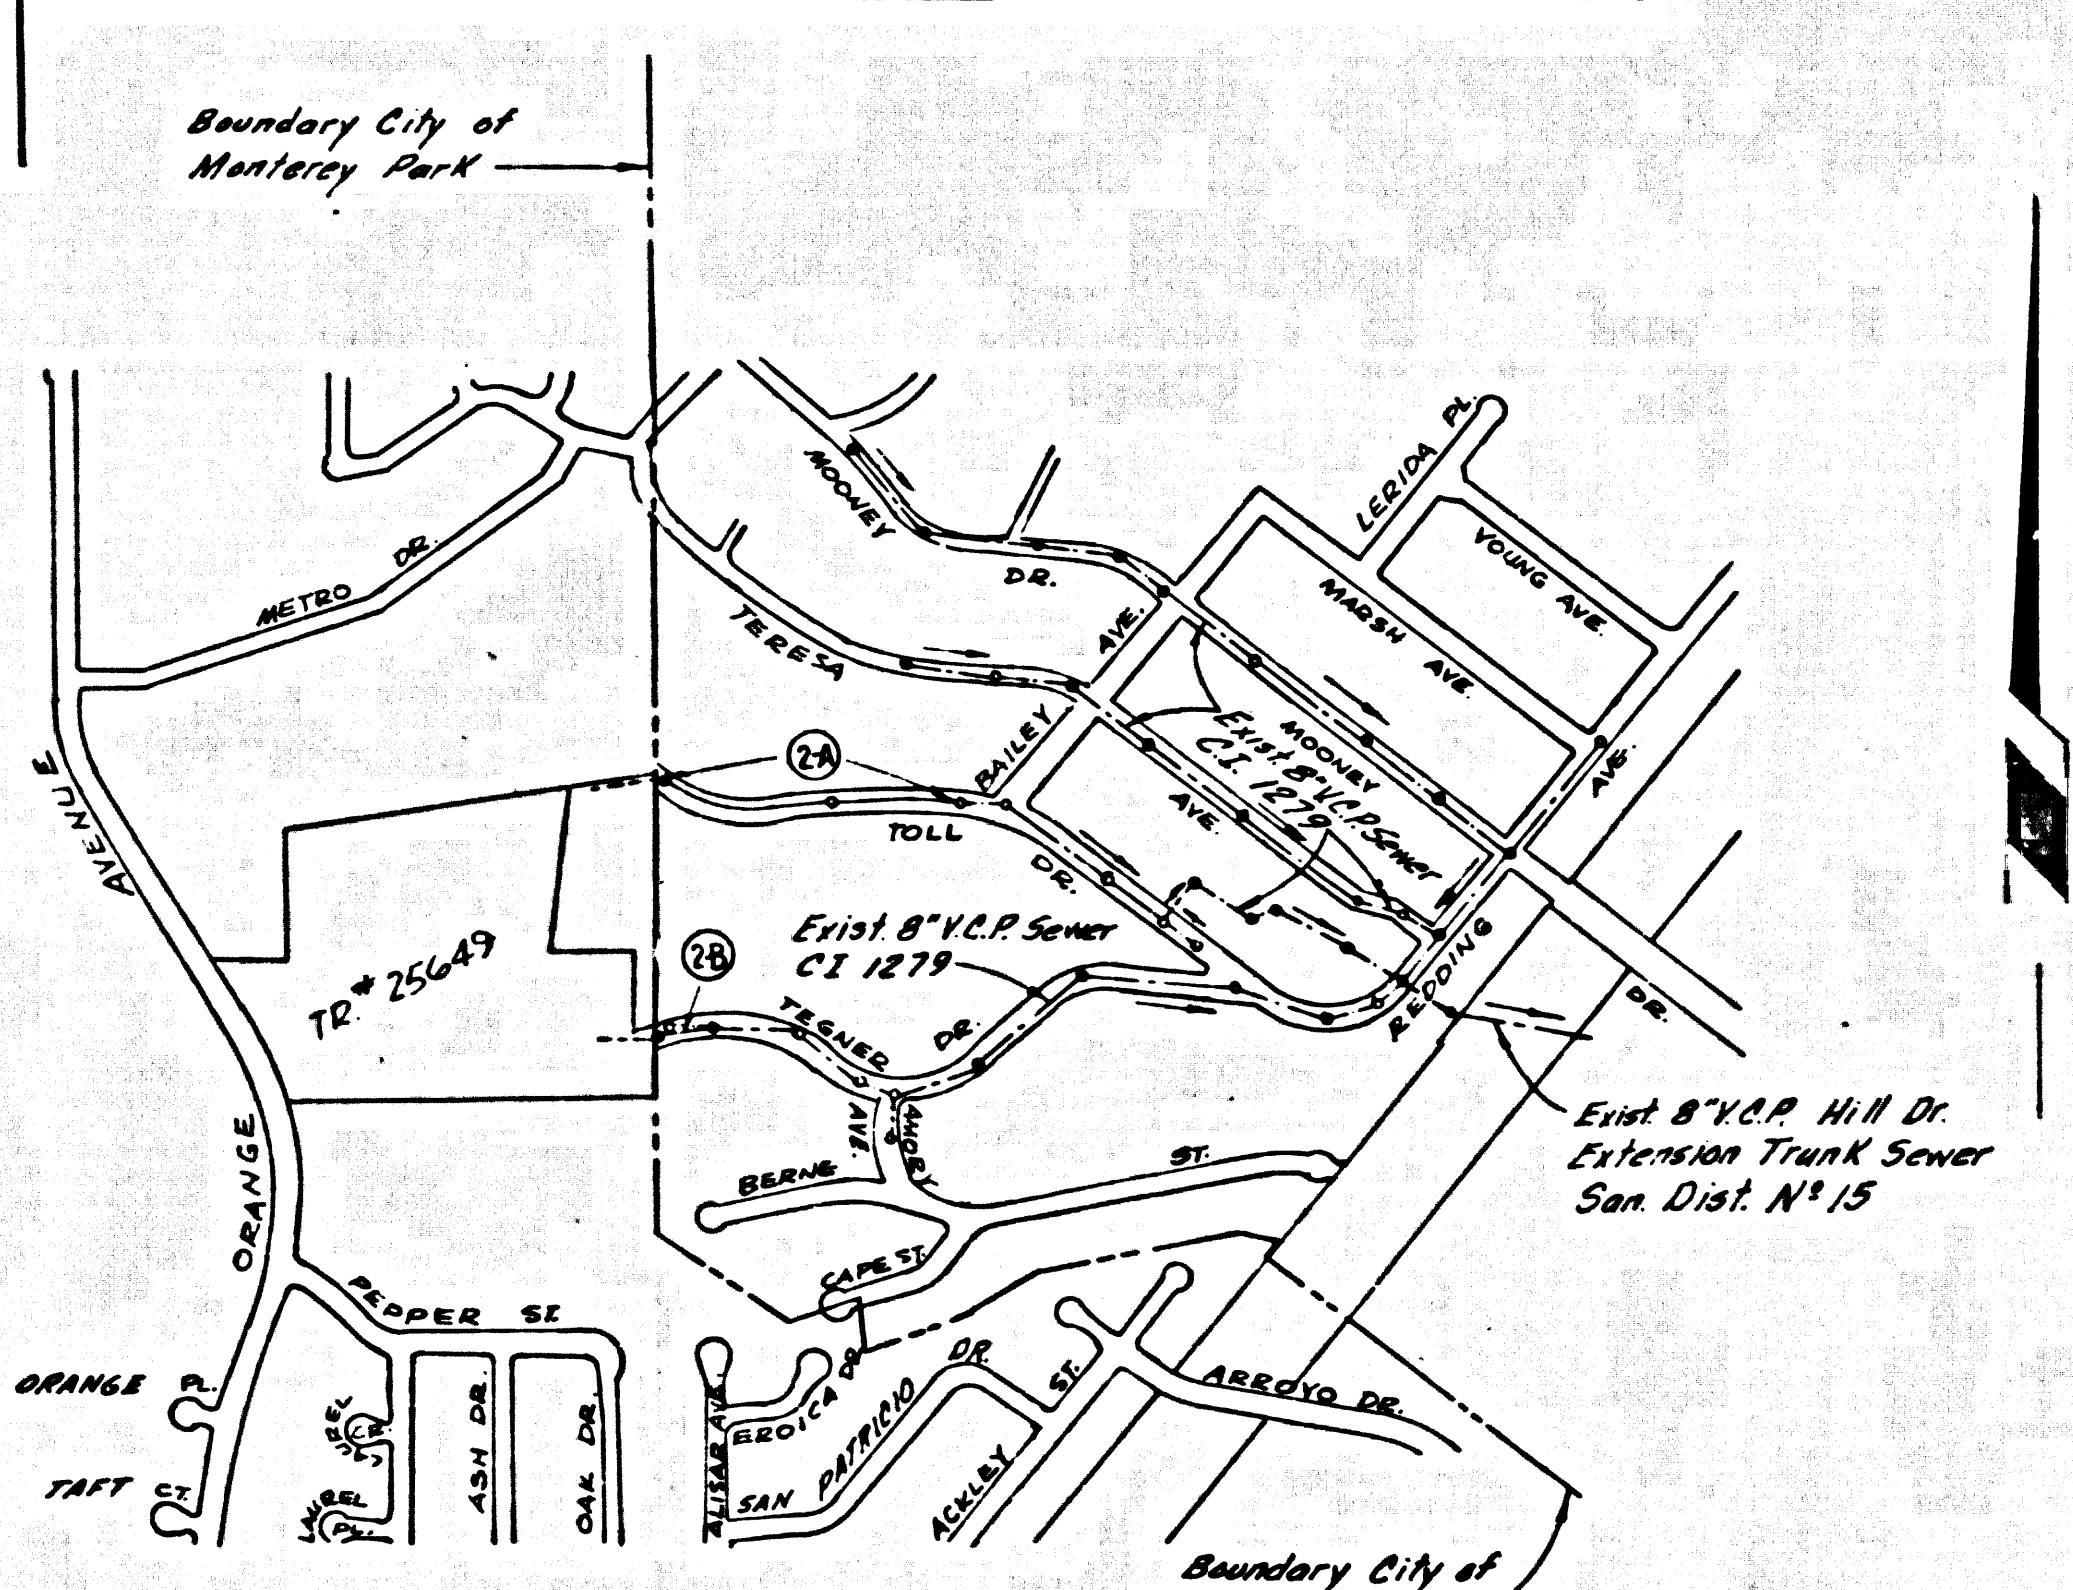 Boundary City of
Monterey Park
LERIDA PL.
MOONEY
DR.
YOUNG AVE.
METRO DR.
MARSH AVE.
TERESA
AVE.
BAILEY
Exist. 8" V.C.P. Sewer
C.I. 1279
MOONEY
AVE.
AVE.
2-A
TOLL
DR.
AVENUE
Exist. 8" V.C.P. Sewer
CI 1279
2-B
TR. # 25649
TEGNER
DR.
REDDING
DR.
Exist. 8" V.C.P. Hill Dr.
Extension Trunk Sewer
San. Dist. Nº 15
AMORY
AVE.
ORANGE
BERNE
ST.
CAPE ST.
PEPPER ST.
ORANGE PL.
LAUREL
CR.
ASH DR.
OAK DR.
ALISAR AVE.
EROICA DR
SAN PATRICIO DR.
ACKLEY ST.
ARROYO DR.
TAFT CT.
LAUREL
PL.
Boundary City of